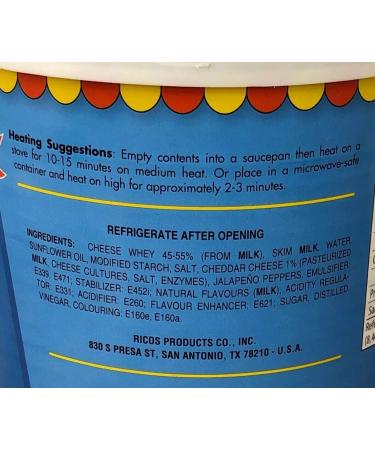 Heating Suggestions: Empty contents into a saucepan then heat on a
stove for 10-15 minutes on medium heat. Or place in a microwave-safe
container and heat on high for approximately 2-3 minutes.
REFRIGERATE AFTER OPENING
INGREDIENTS: CHEESE WHEY 45-55% (FROM MILK), SKIM MILK, WATER
SUNFLOWER OIL, MODIFIED STARCH, SALT, CHEDDAR CHEESE 1% (PASTEURIZED
MILK, CHEESE CULTURES, SALT, ENZYMES), JALAPEÑO PEPPERS, EMULSIFIER
E339, E471; STABILIZER: E452i; NATURAL FLAVOURS (MILK), ACIDITY REGULA-
TOR: E331; ACIDIFIER: E260; FLAVOUR ENHANCER: E621; SUGAR, DISTILLED
VINEGAR, COLOURING: E160e, E160a.
RICOS PRODUCTS CO., INC.
830 S PRESA ST, SAN ANTONIO, TX 78210 - U.S.A.